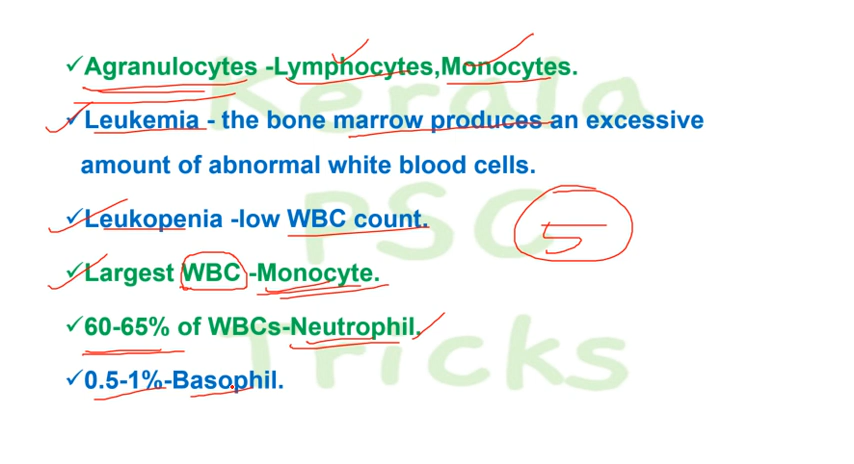 ✓Agranulocytes -Lymphocytes,Monocytes.
✓Leukemia - the bone marrow produces an excessive
amount of abnormal white blood cells.
✓Leukopenia -low WBC count.
5
✓Largest WBC -Monocyte.
✓60-65% of WBCs-Neutrophil.
✓0.5-1%-Basophil.
Kerala
PSC
Tricks